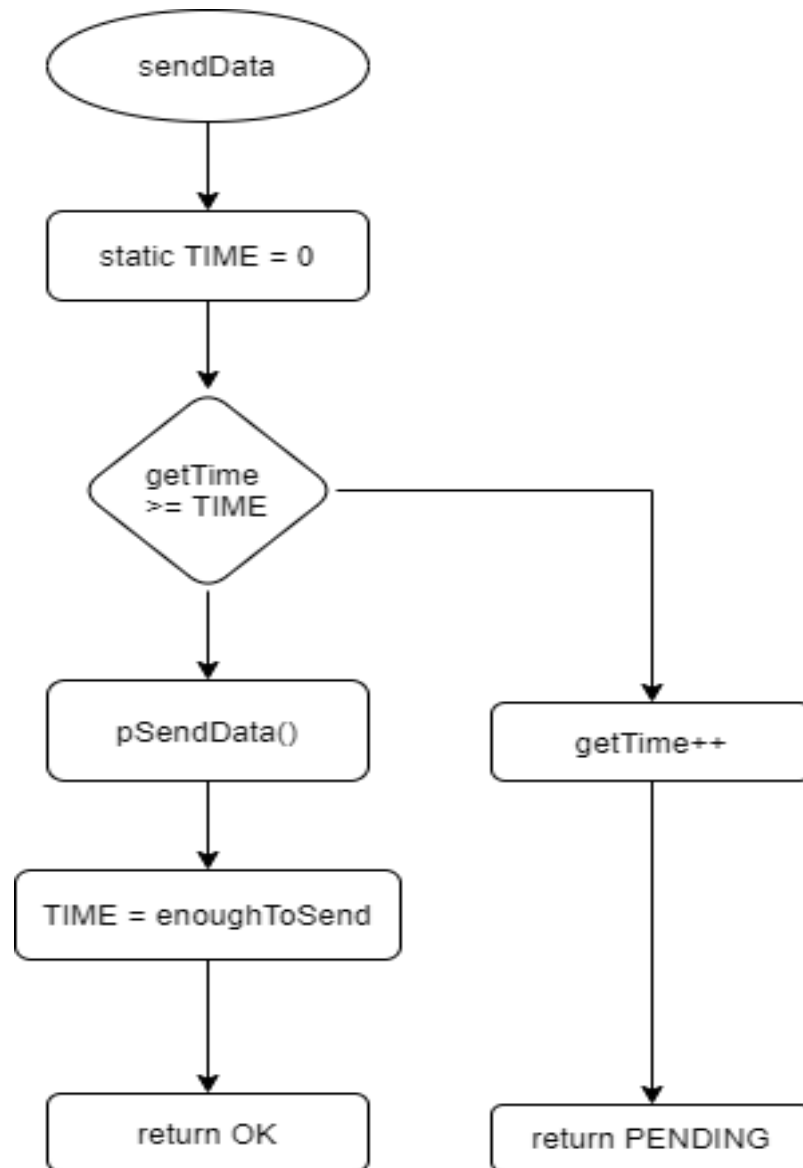 sendData
static TIME = 0
getTime
>= TIME
pSendData()
getTime++
TIME = enoughToSend
return OK
return PENDING